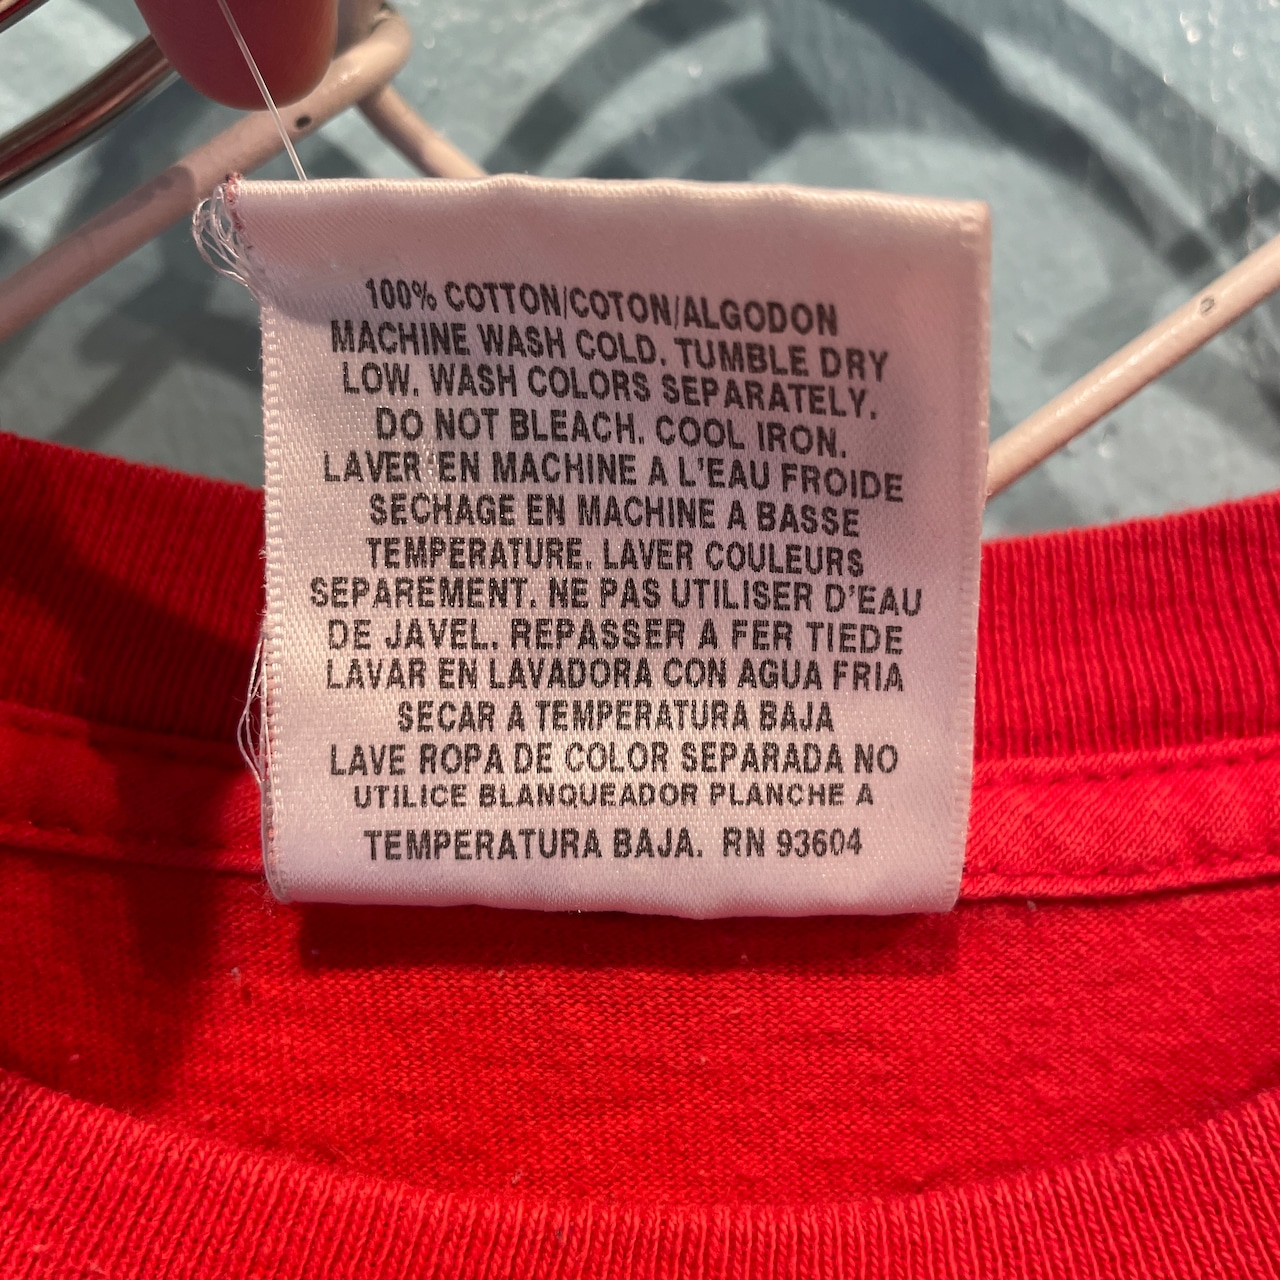 100% COTTON/COTON/ALGODON
MACHINE WASH COLD. TUMBLE DRY
LOW. WASH COLORS SEPARATELY.
DO NOT BLEACH. COOL IRON.
LAVER EN MACHINE A L'EAU FROIDE
SECHAGE EN MACHINE A BASSE
TEMPERATURE. LAVER COULEURS
SEPAREMENT. NE PAS UTILISER D'EAU
DE JAVEL. REPASSER A FER TIEDE
LAVAR EN LAVADORA CON AGUA FRIA
SECAR A TEMPERATURA BAJA
LAVE ROPA DE COLOR SEPARADA NO
UTILICE BLANQUEADOR PLANCHE A
TEMPERATURA BAJA. RN 93604